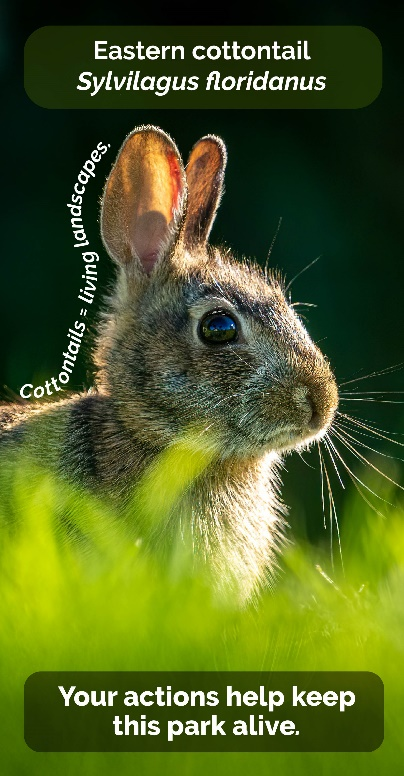 Eastern cottontail
Sylvilagus floridanus
Cottontails = living landscapes.
Your actions help keep
this park alive.